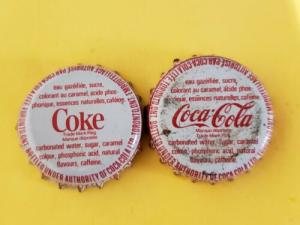 eau gazéifiée, sucre,
colorant au caramel, acide phos-
phorique, essences naturelles, caféine.
Coke
Trade Mark Reg.
Marque déposée
carbonated water, sugar, caramel
colour, phosphoric acid, natural
flavours, caffeine.
UNDER AUTHORITY OF COCA-COLA
eau gazéifiée, sucre,
colorant au caramel, acide phos-
phorique, essences naturelles, caféine.
Coca-Cola
Trade Mark Reg.
carbonated water, sugar, caramel
colour, phosphoric acid, natural
flavours, caffeine.
UNDER AUTHORITY OF COCA-COLA